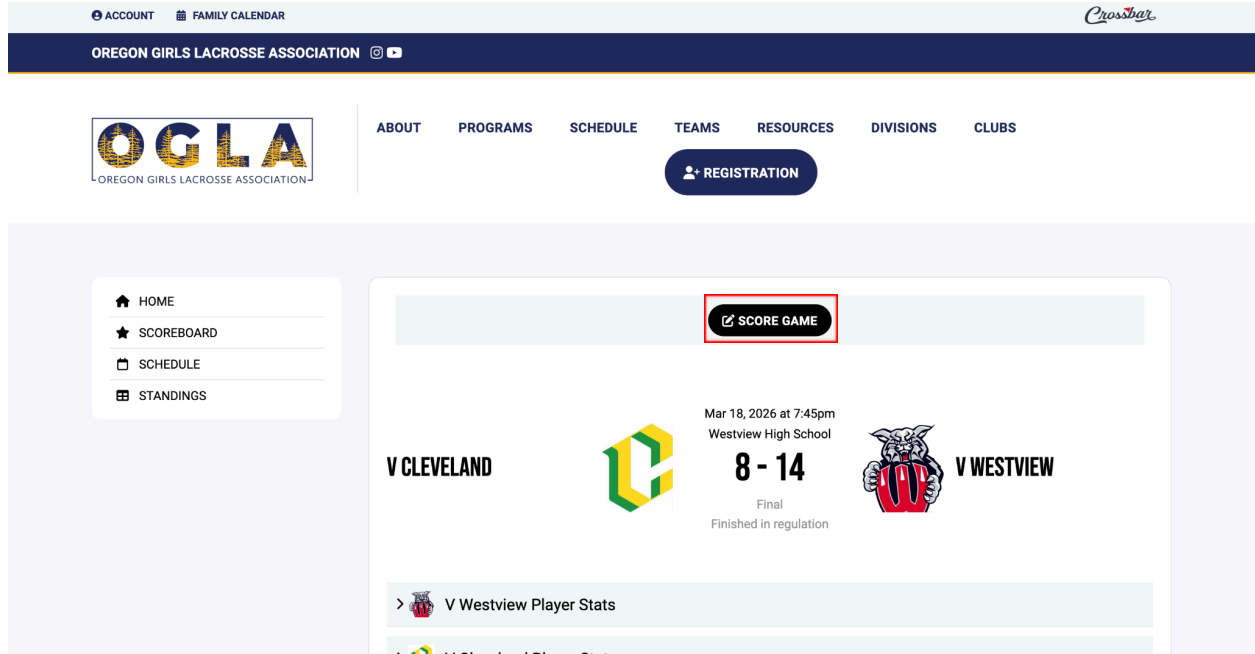 ACCOUNT FAMILY CALENDAR
Crossbar
OREGON GIRLS LACROSSE ASSOCIATION
OGLA
OREGON GIRLS LACROSSE ASSOCIATION
ABOUT PROGRAMS SCHEDULE TEAMS RESOURCES DIVISIONS CLUBS
REGISTRATION
HOME
SCOREBOARD
SCHEDULE
STANDINGS
SCORE GAME
Mar 18, 2026 at 7:45pm
Westview High School
V CLEVELAND
8 - 14
V WESTVIEW
Final
Finished in regulation
V Westview Player Stats